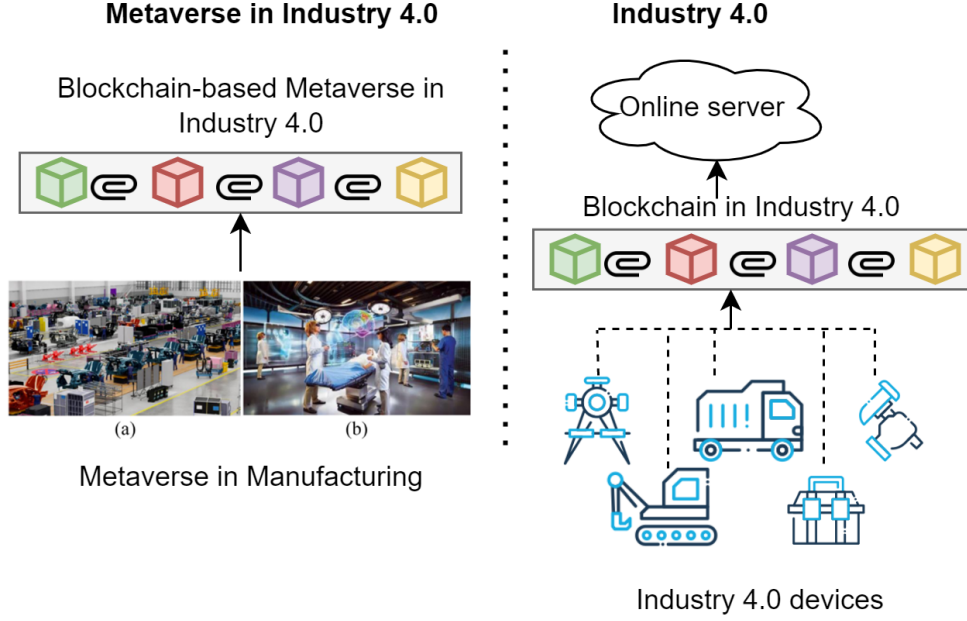 Metaverse in Industry 4.0
Blockchain-based Metaverse in
Industry 4.0
(a)
(b)
Metaverse in Manufacturing
Industry 4.0
Online server
Blockchain in Industry 4.0
Industry 4.0 devices